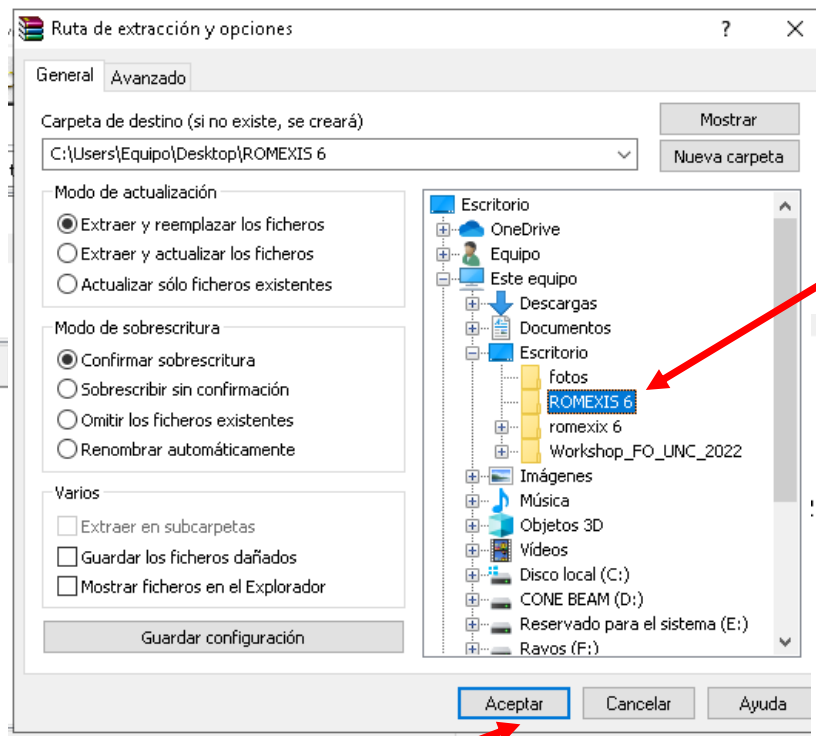 Ruta de extracción y opciones
General
Avanzado
Carpeta de destino (si no existe, se creará)
Mostrar
C:\Users\Equipo\Desktop\ROMEXIS 6
Nueva carpeta
Modo de actualización
Extraer y reemplazar los ficheros
Extraer y actualizar los ficheros
Actualizar sólo ficheros existentes
Modo de sobrescritura
Confirmar sobrescritura
Sobrescribir sin confirmación
Omitir los ficheros existentes
Renombrar automáticamente
Varios
Extraer en subcarpetas
Guardar los ficheros dañados
Mostrar ficheros en el Explorador
Guardar configuración
Escritorio
OneDrive
Equipo
Este equipo
Descargas
Documentos
Escritorio
fotos
ROMEXIS 6
romexix 6
Workshop_FO_UNC_2022
Imágenes
Música
Objetos 3D
Vídeos
Disco local (C:)
CONE BEAM (D:)
Reservado para el sistema (E:)
Rayos (F:)
Aceptar
Cancelar
Ayuda